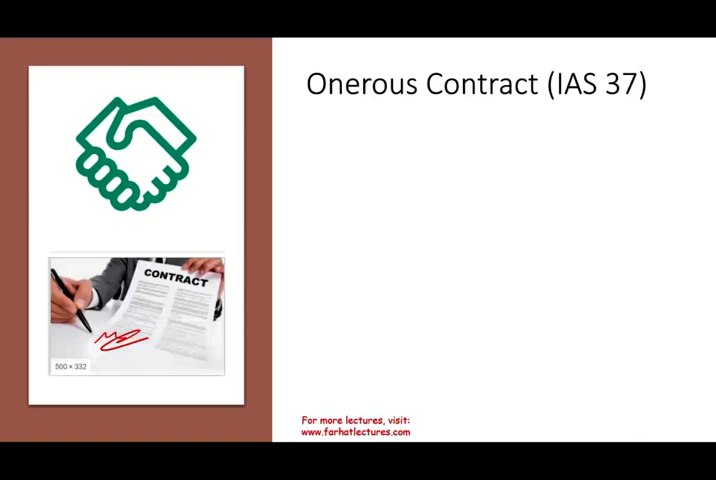 Onerous Contract (IAS 37)
CONTRACT
500 × 332
For more lectures, visit:
www.farhatlectures.com